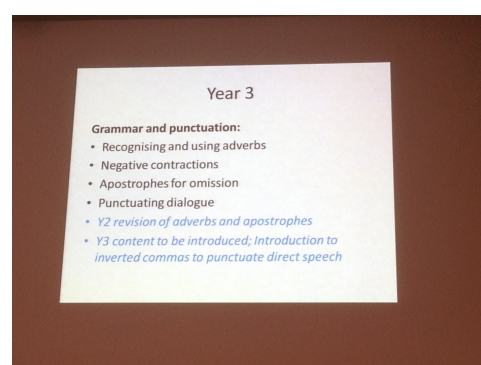 Year 3
Grammar and punctuation:
• Recognising and using adverbs
• Negative contractions
• Apostrophes for omission
• Punctuating dialogue
• Y2 revision of adverbs and apostrophes
• Y3 content to be introduced; Introduction to
inverted commas to punctuate direct speech